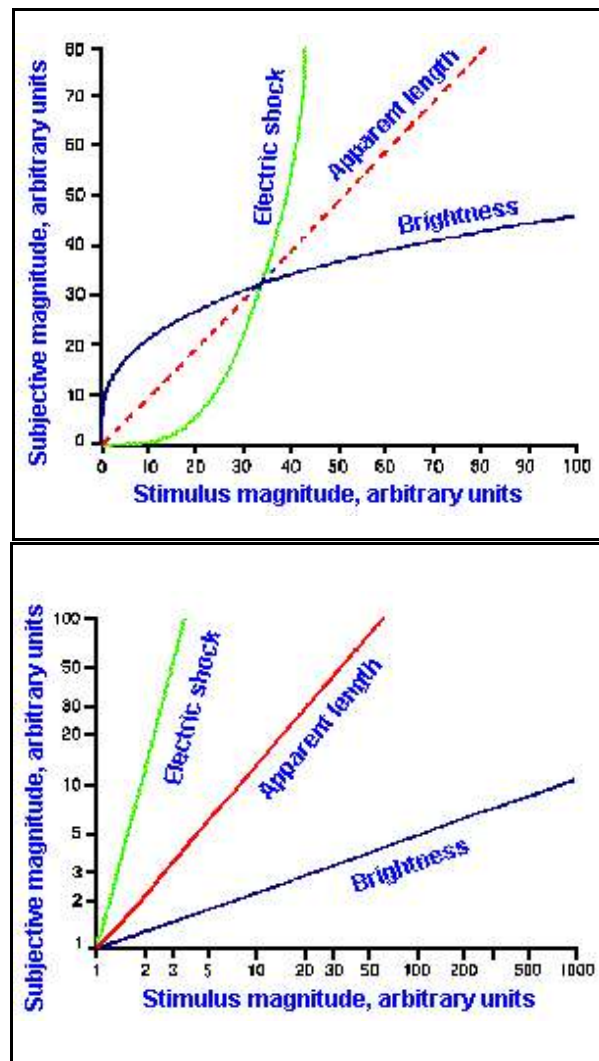 80
70
60
50
40
30
20
10
0
Subjective magnitude, arbitrary units
Electric shock
Apparent length
Brightness
0 10 20 30 40 50 60 70 80 90 100
Stimulus magnitude, arbitrary units
100
50
30
20
10
5
3
2
1
Subjective magnitude, arbitrary units
Electric shock
Apparent length
Brightness
1 2 3 5 10 20 30 50 100 200 500 1000
Stimulus magnitude, arbitrary units